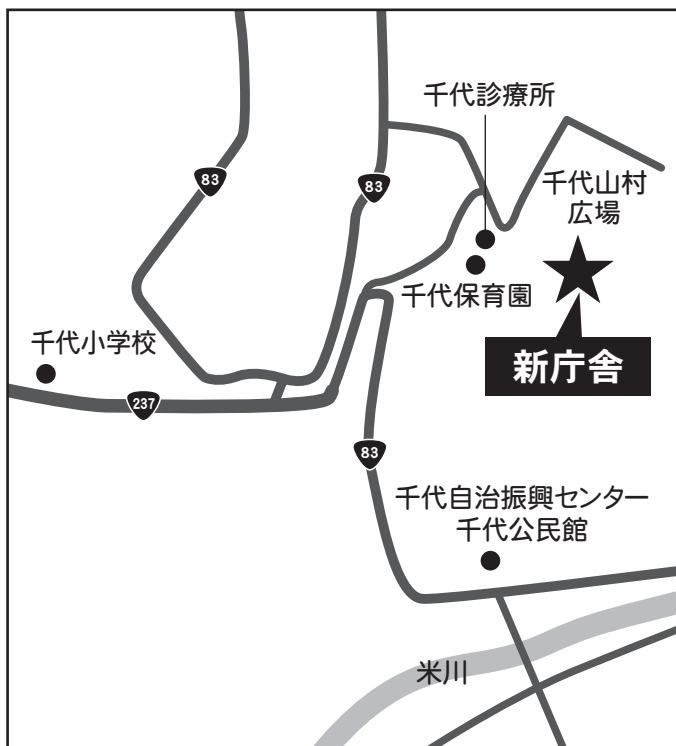 千代診療所
83
83
千代山村
広場
千代保育園
千代小学校
新庁舎
237
83
千代自治振興センター
千代公民館
米川